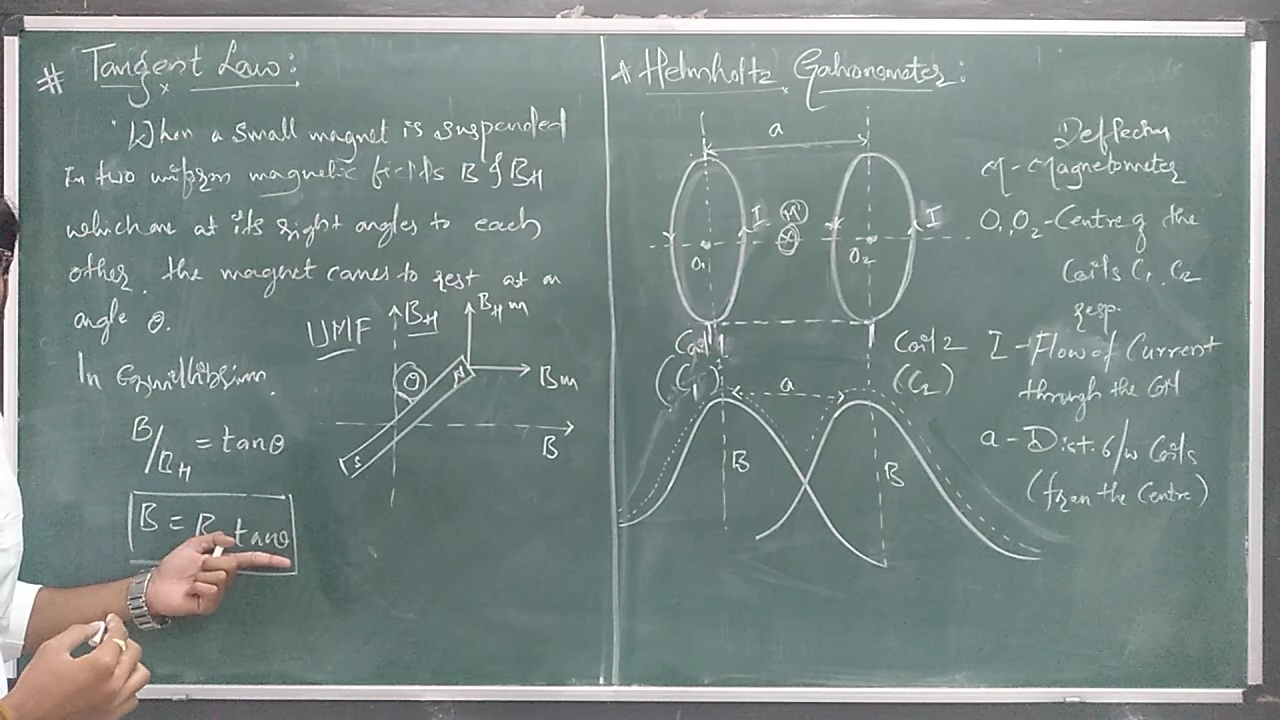 # Tangent Law:
When a small magnet is suspended
in two uniform magnetic fields B & BH
which are at its right angles to each
other, the magnet comes to rest at an
angle θ.
In Equillibrium,
B/BH = tanθ
B = B tanθ
UMF
BH
BH m
θ
N
Bm
S
B
* Helmholtz Galvanometer:
a
I
M
X
I
O1
O2
Coil 1
(C1)
Coil 2
(C2)
a
B
B
Deflection
M - Magnetometer
O1, O2 - Centre of the
Coils C1, C2
resp.
I - Flow of Current
through the Coil
a - Dist. b/w Coils
(from the Centre)